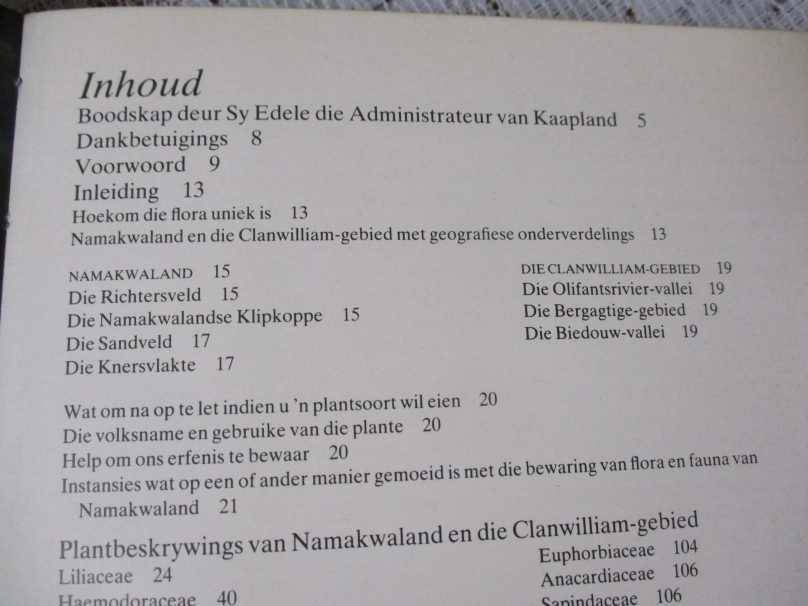 Inhoud
Boodskap deur Sy Edele die Administrateur van Kaapland 5
Dankbetuigings 8
Voorwoord 9
Inleiding 13
Hoekom die flora uniek is 13
Namakwaland en die Clanwilliam-gebied met geografiese onderverdelings 13
NAMAKWALAND 15
Die Richtersveld 15
Die Namakwalandse Klipkoppe 15
Die Sandveld 17
Die Knersvlakte 17
DIE CLANWILLIAM-GEBIED 19
Die Olifantsrivier-vallei 19
Die Bergagtige-gebied 19
Die Biedouw-vallei 19
Wat om na op te let indien u 'n plantsoort wil eien 20
Die volksname en gebruike van die plante 20
Help om ons erfenis te bewaar 20
Instansies wat op een of ander manier gemoeid is met die bewaring van flora en fauna van
Namakwaland 21
Plantbeskrywings van Namakwaland en die Clanwilliam-gebied
Liliaceae 24
Haemodoraceae 40
Euphorbiaceae 104
Anacardiaceae 106
Sapindaceae 106